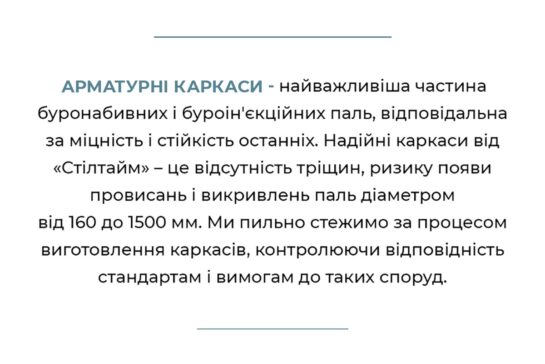 АРМАТУРНІ КАРКАСИ - найважливіша частина
буронабивних і буроін'єкційних паль, відповідальна
за міцність і стійкість останніх. Надійні каркаси від
«Стілтайм» – це відсутність тріщин, ризику появи
провисань і викривлень паль діаметром
від 160 до 1500 мм. Ми пильно стежимо за процесом
виготовлення каркасів, контролюючи відповідність
стандартам і вимогам до таких споруд.